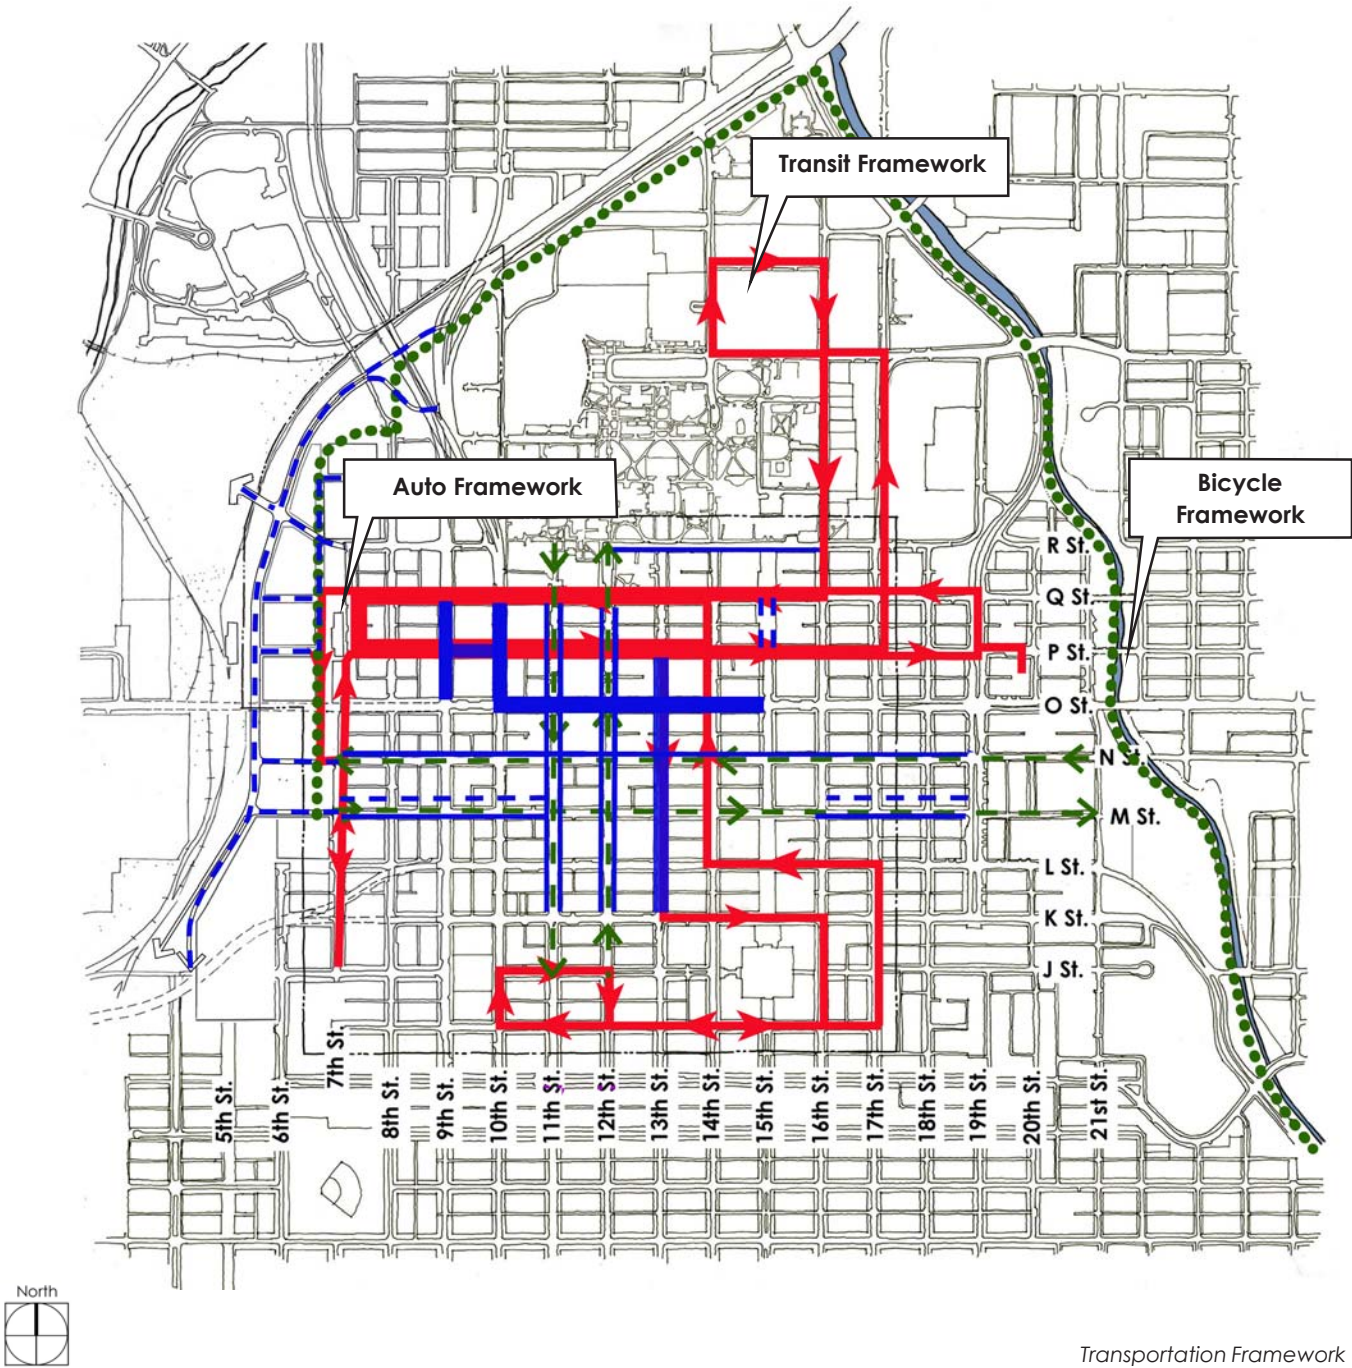 Transit Framework
Auto Framework
Bicycle
Framework
R St.
Q St.
P St.
O St.
N St.
M St.
L St.
K St.
J St.
5th St.
6th St.
7th St.
8th St.
9th St.
10th St.
11th St.
12th St.
13th St.
14th St.
15th St.
16th St.
17th St.
18th St.
19th St.
20th St.
21st St.
North
Transportation Framework